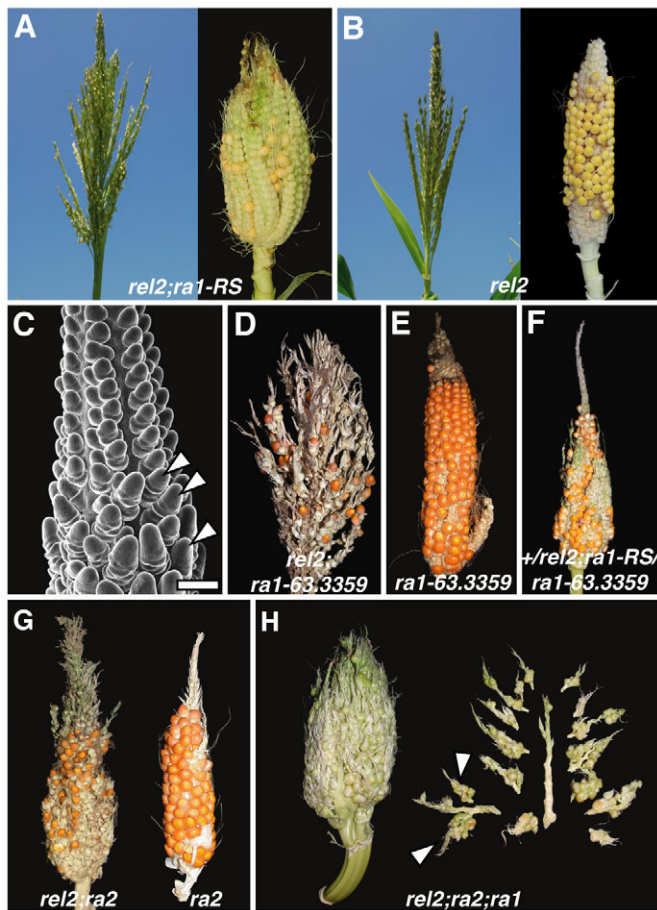 A
B
rel2;ra1-RS
rel2
C
D
E
F
rel2;
ra1-63.3359
ra1-63.3359
+/rel2;ra1-RS/
ra1-63.3359
G
H
rel2;ra2
ra2
rel2;ra2;ra1